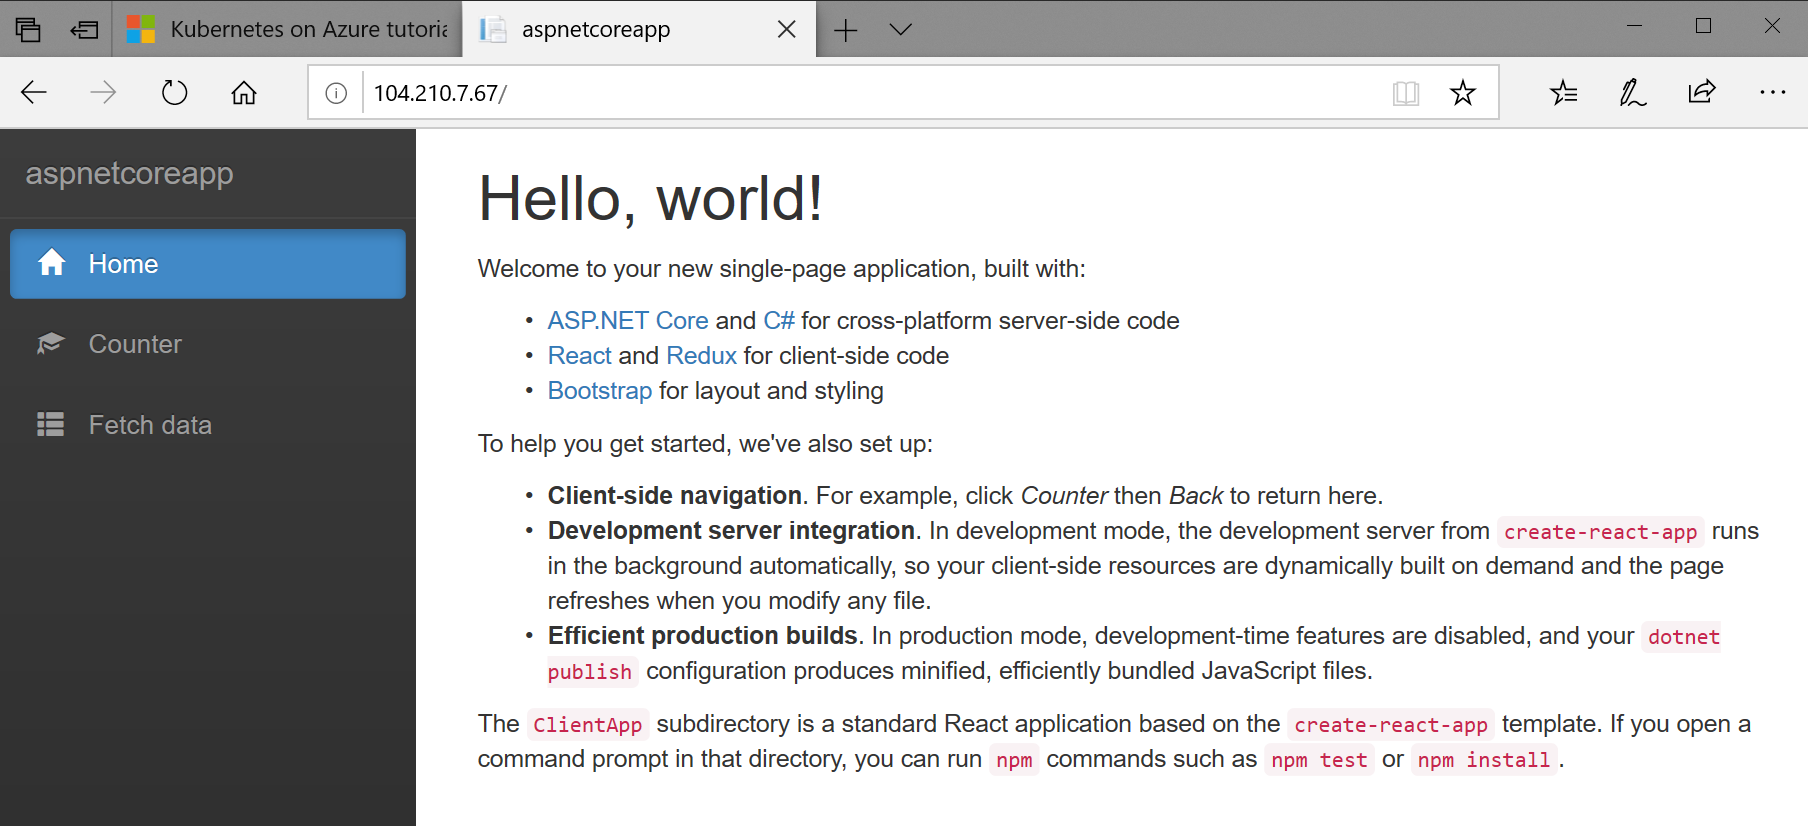 Kubernetes on Azure tutoria
aspnetcoreapp
104.210.7.67/
aspnetcoreapp
Home
Counter
Fetch data
Hello, world!
Welcome to your new single-page application, built with:
• ASP.NET Core and C# for cross-platform server-side code
• React and Redux for client-side code
• Bootstrap for layout and styling
To help you get started, we've also set up:
• Client-side navigation. For example, click Counter then Back to return here.
• Development server integration. In development mode, the development server from create-react-app runs
in the background automatically, so your client-side resources are dynamically built on demand and the page
refreshes when you modify any file.
• Efficient production builds. In production mode, development-time features are disabled, and your dotnet
publish configuration produces minified, efficiently bundled JavaScript files.
The ClientApp subdirectory is a standard React application based on the create-react-app template. If you open a
command prompt in that directory, you can run npm commands such as npm test or npm install.